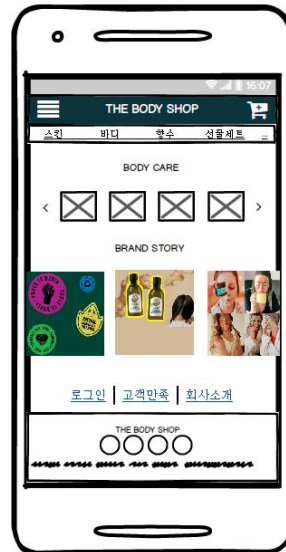 16:07
THE BODY SHOP
스킨 바디 향수 선물세트
BODY CARE
BRAND STORY
로그인 | 고객만족 | 회사소개
THE BODY SHOP